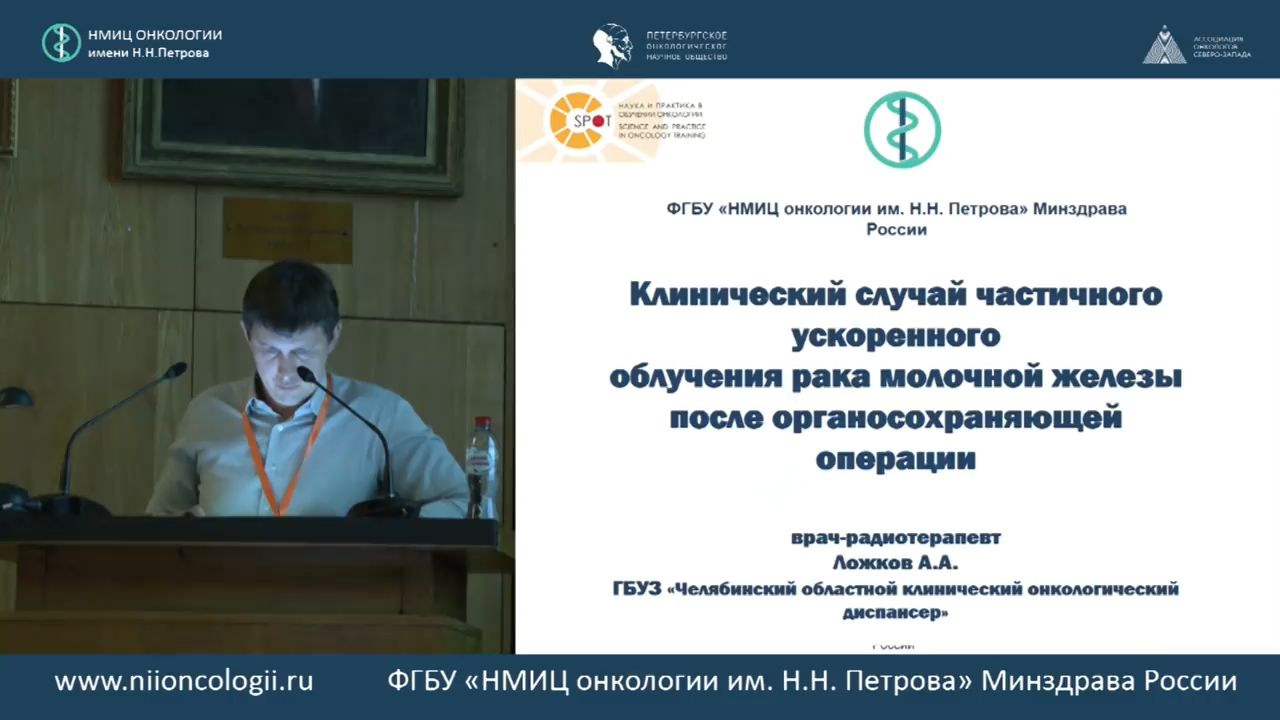 НМИЦ ОНКОЛОГИИ
имени Н.Н.Петрова
ПЕТЕРБУРГСКОЕ
ОНКОЛОГИЧЕСКОЕ
НАУЧНОЕ ОБЩЕСТВО
АССОЦИАЦИЯ
ОНКОЛОГОВ
СЕВЕРО-ЗАПАДА
SPOT
НАУКА И ПРАКТИКА В
ОБУЧЕНИИ ОНКОЛОГИИ
SCIENCE AND PRACTICE
IN ONCOLOGY TRAINING
ФГБУ «НМИЦ онкологии им. Н.Н. Петрова» Минздрава
России
Клинический случай частичного
ускоренного
облучения рака молочной железы
после органосохраняющей
операции
врач-радиотерапевт
Ложков А.А.
ГБУЗ «Челябинский областной клинический онкологический
диспансер»
www.niioncologii.ru
ФГБУ «НМИЦ онкологии им. Н.Н. Петрова» Минздрава России